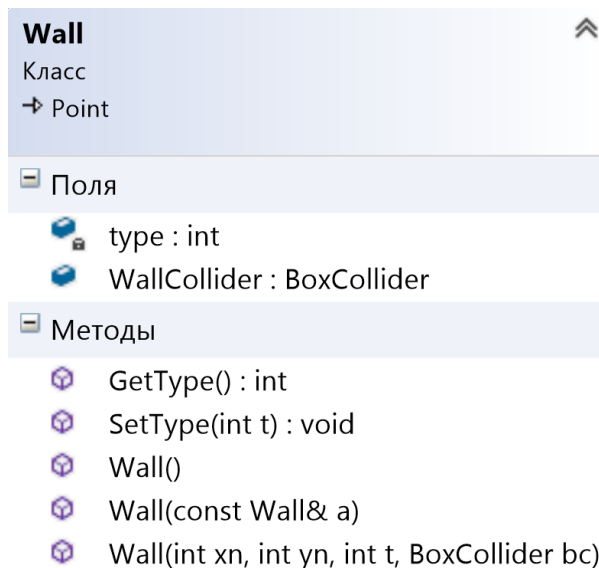 Wall
Класс
Point
Поля
type : int
WallCollider : BoxCollider
Методы
GetType() : int
SetType(int t) : void
Wall()
Wall(const Wall& a)
Wall(int xn, int yn, int t, BoxCollider bc)